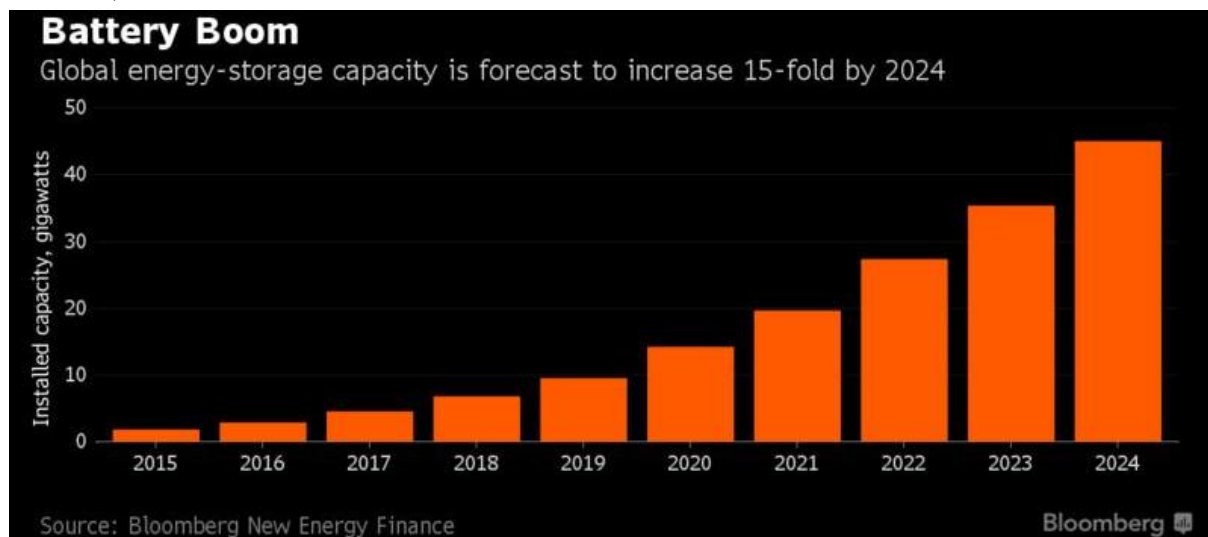 Battery Boom
Global energy-storage capacity is forecast to increase 15-fold by 2024
Installed capacity, gigawatts
50
40
30
20
10
0
2015 2016 2017 2018 2019 2020 2021 2022 2023 2024
Source: Bloomberg New Energy Finance
Bloomberg